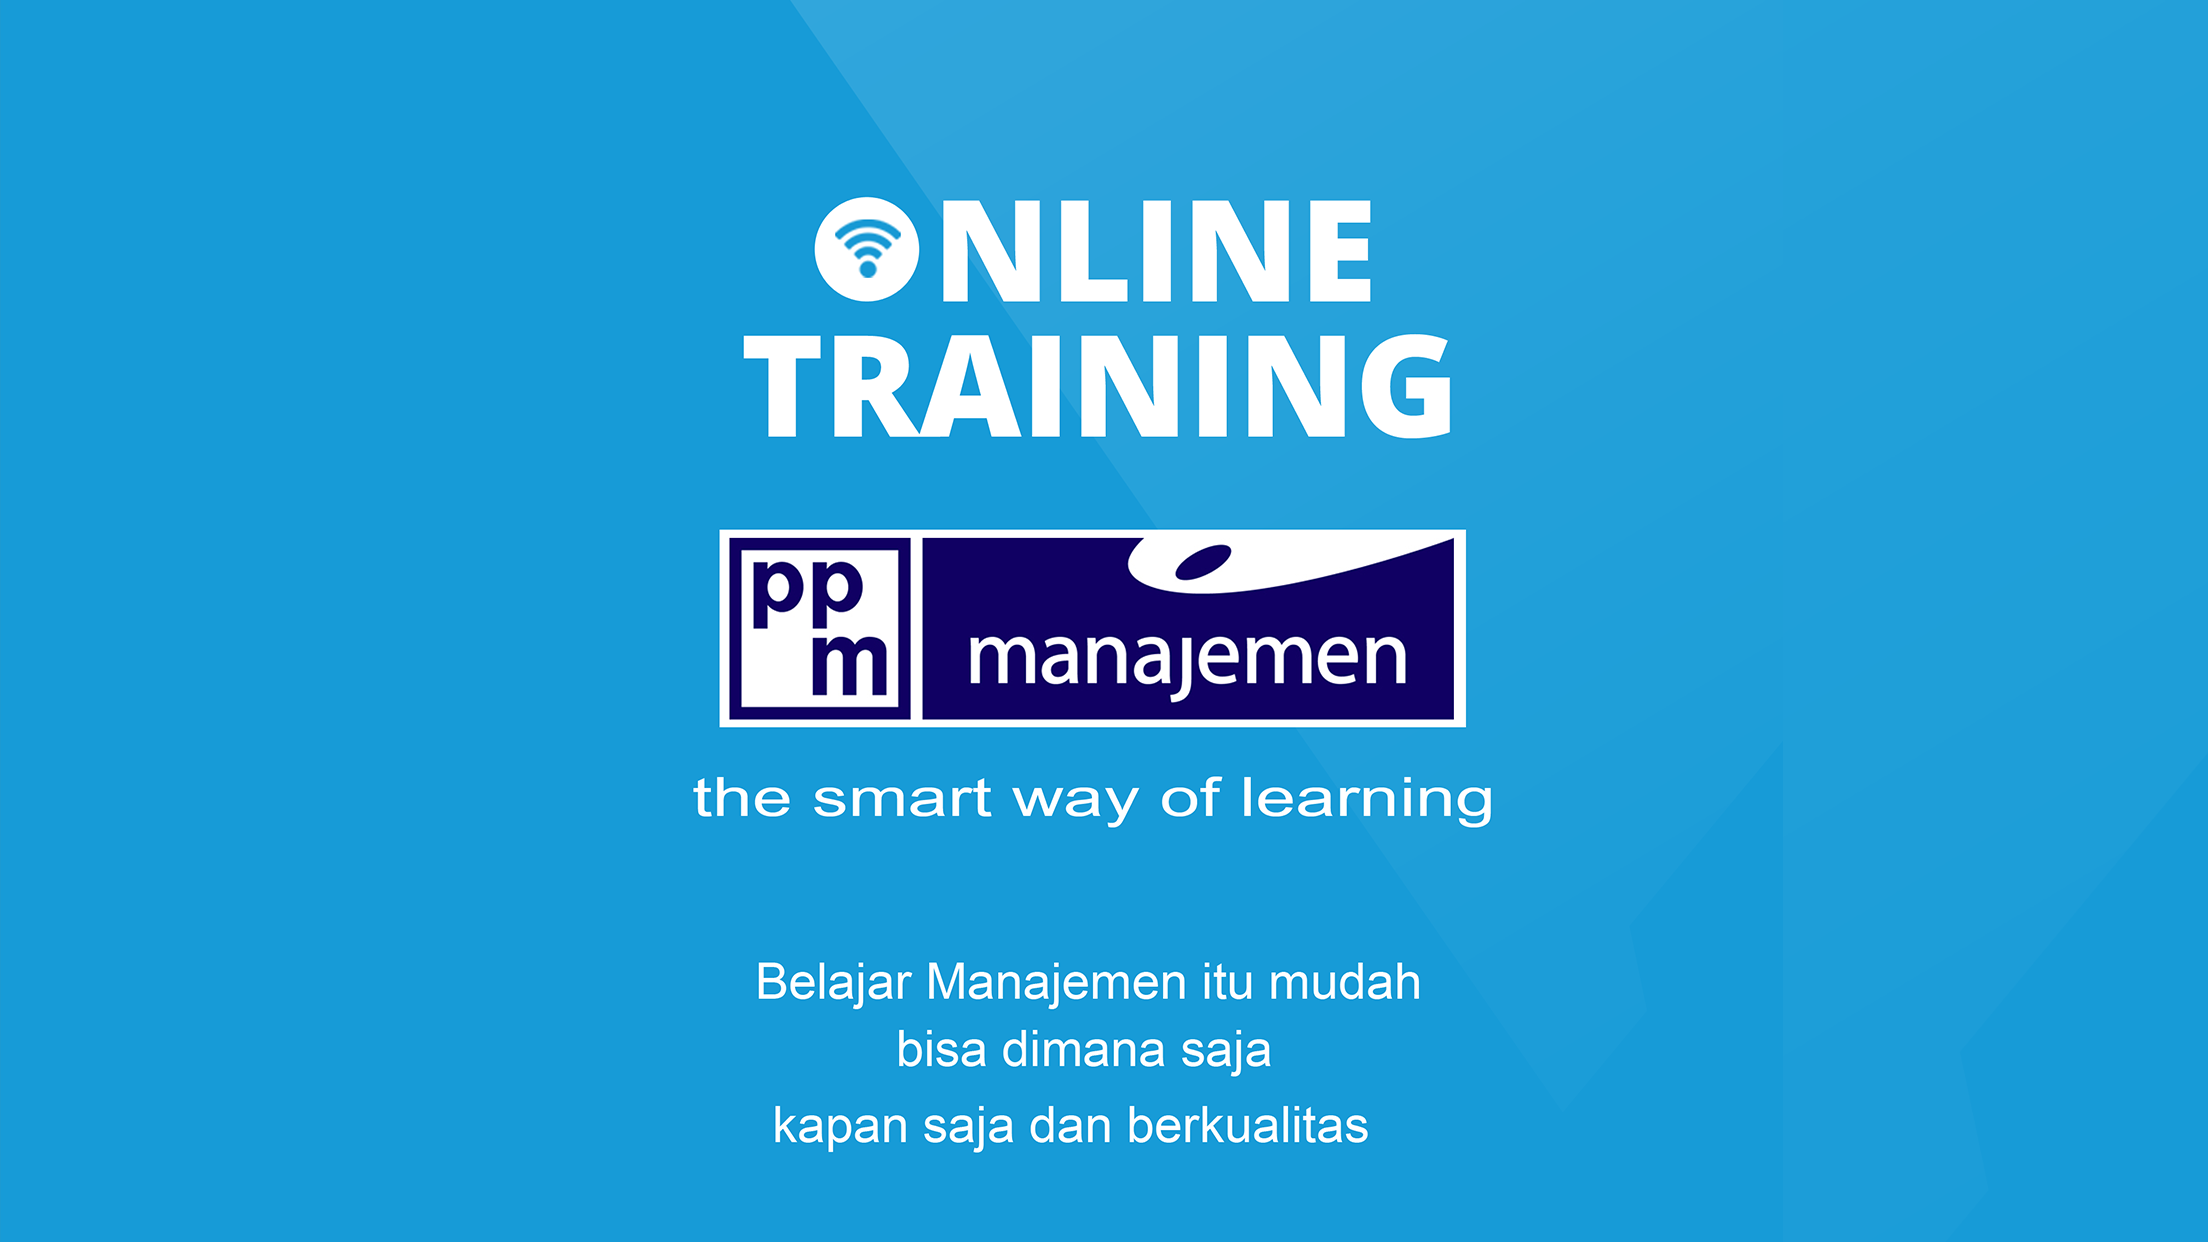 ONLINE
TRAINING
pp
m
manajemen
the smart way of learning
Belajar Manajemen itu mudah
bisa dimana saja
kapan saja dan berkualitas